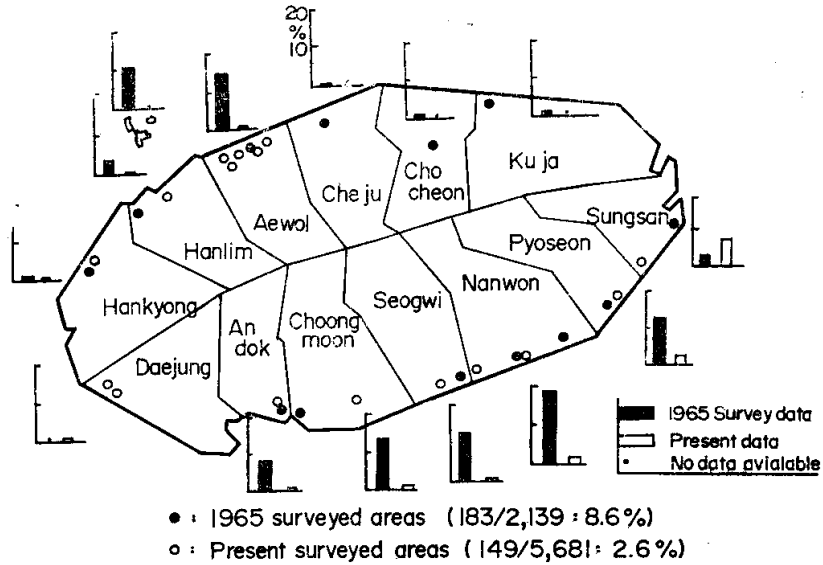 20
%
10
Cho
cheon
Ku ja
Che ju
Aewol
Sungsan
Pyoseon
Hanlim
Nanwon
Seogwi
Hankyong
An
dok
Choong
moon
Daejung
1965 Survey data
Present data
No data avialable
● : 1965 surveyed areas (183/2,139 : 8.6%)
○ : Present surveyed areas (149/5,681 : 2.6%)